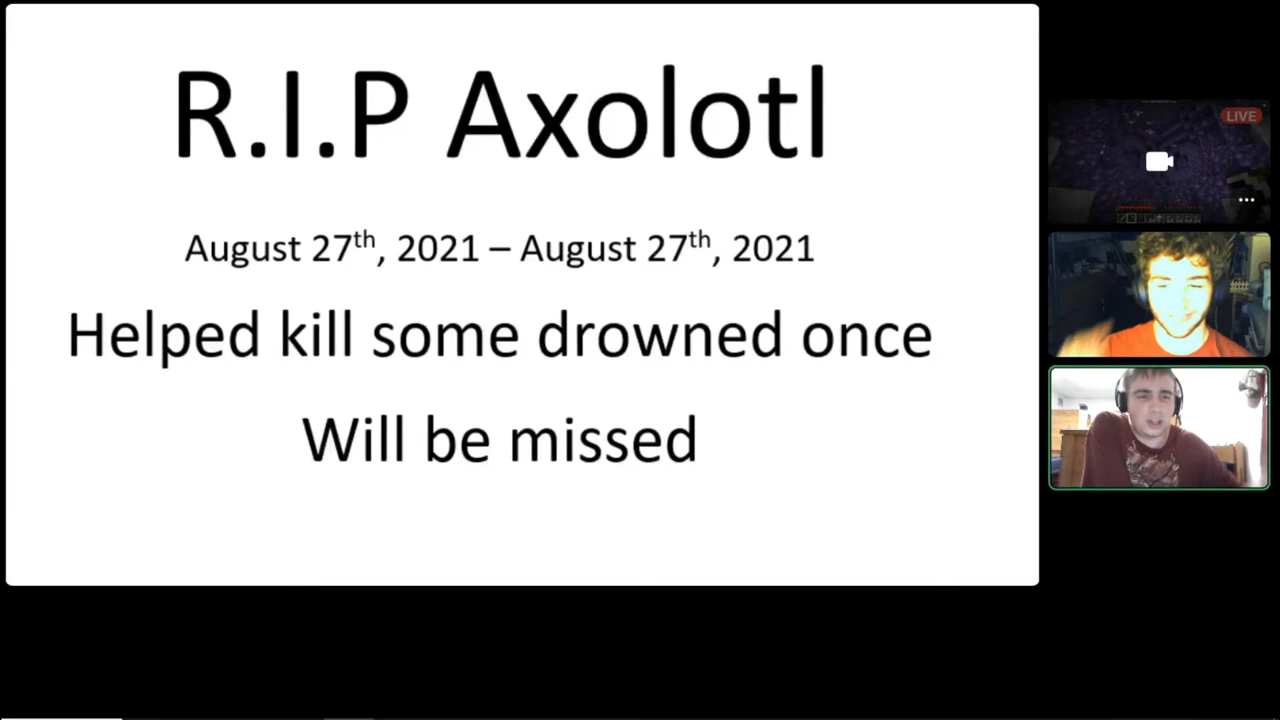 R.I.P Axolotl
August 27th, 2021 – August 27th, 2021
Helped kill some drowned once
Will be missed
LIVE